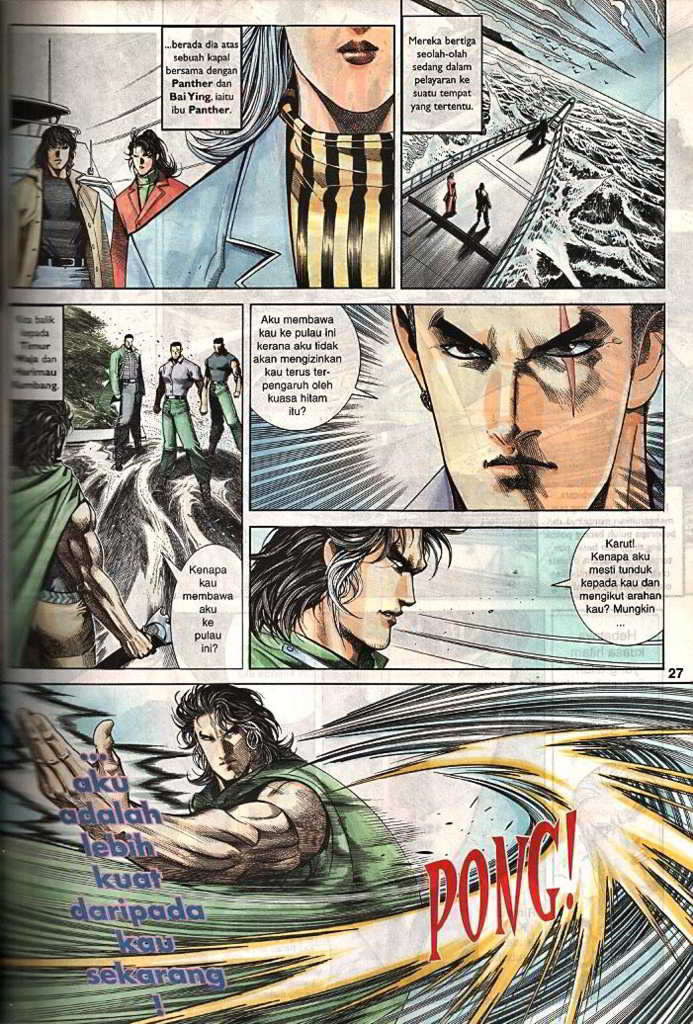 ...berada dia atas
sebuah kapal
bersama dengan
Panther dan
Bai Ying, iaitu
ibu Panther.
Mereka bertiga
seolah-olah
sedang dalam
pelayaran ke
suatu tempat
yang tertentu.
Kita balik
kepada
Timur
Raja dan
Harimau
Kumbang.
Kenapa
kau
membawa
aku
ke
pulau
ini?
Aku membawa
kau ke pulau ini
kerana aku tidak
akan mengizinkan
kau terus ter-
pengaruh oleh
kuasa hitam
itu?
Karut!
Kenapa aku
mesti tunduk
kepada kau dan
mengikut arahan
kau? Mungkin
...
27
...
aku
adalah
lebih
kuat
daripada
kau
sekarang
!
PONG!